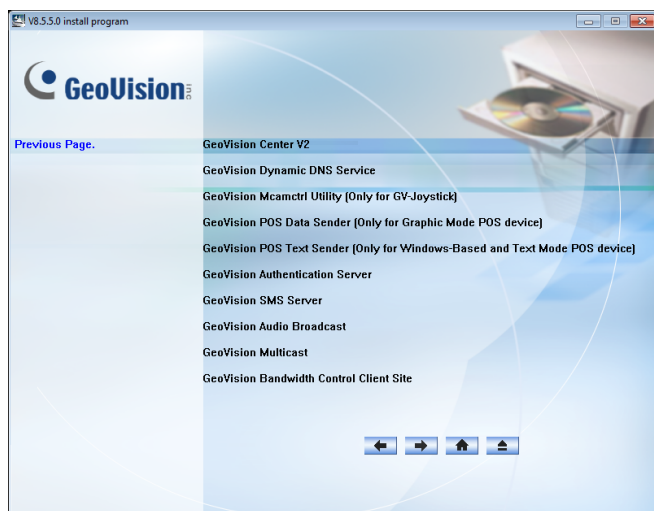 V8.5.5.0 install program
GeoVision Inc
Previous Page.
GeoVision Center V2
GeoVision Dynamic DNS Service
GeoVision Mcamctrl Utility (Only for GV-Joystick)
GeoVision POS Data Sender (Only for Graphic Mode POS device)
GeoVision POS Text Sender (Only for Windows-Based and Text Mode POS device)
GeoVision Authentication Server
GeoVision SMS Server
GeoVision Audio Broadcast
GeoVision Multicast
GeoVision Bandwidth Control Client Site